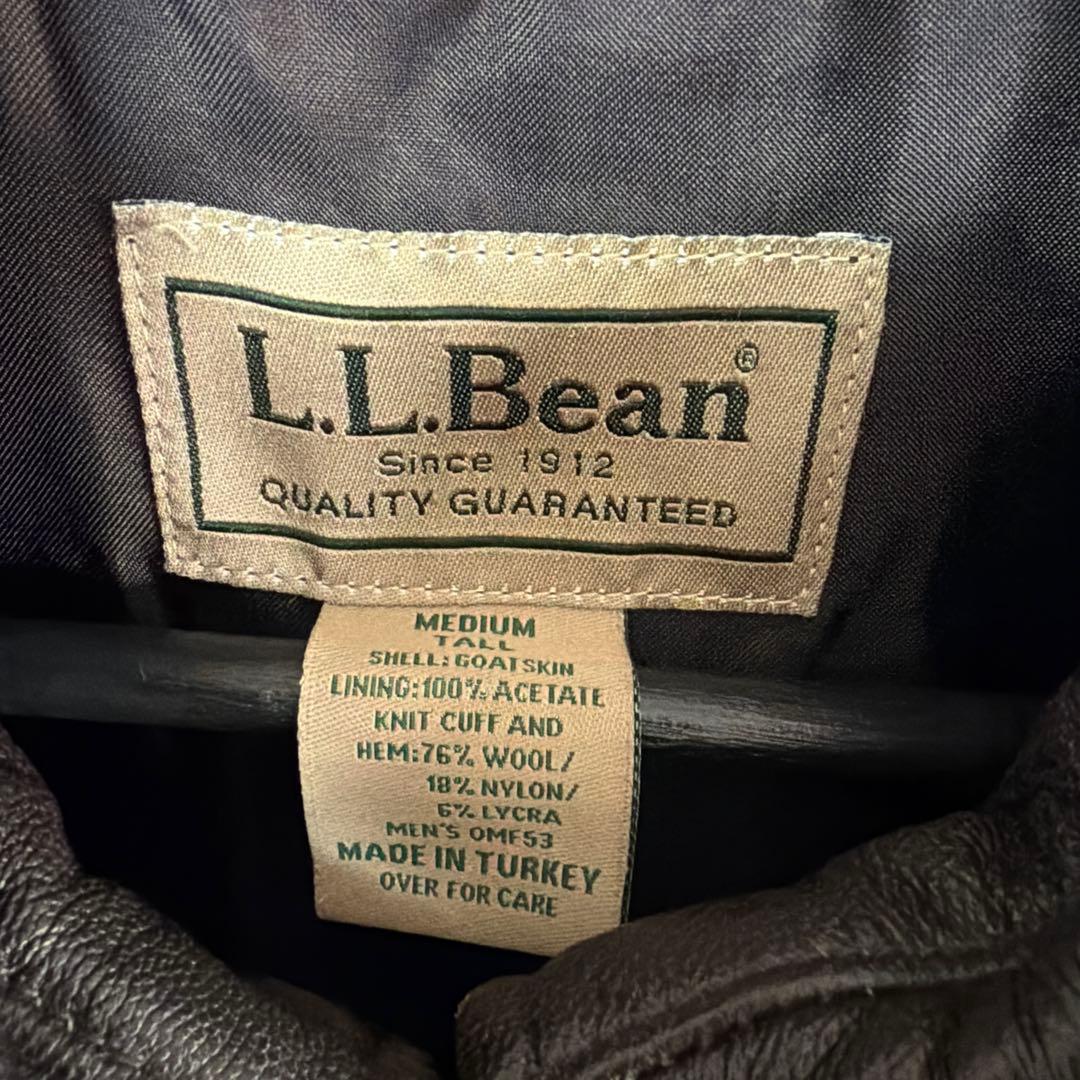 L.L.Bean®
Since 1912
QUALITY GUARANTEED
MEDIUM
TALL
SHELL: GOATSKIN
LINING:100% ACETATE
KNIT CUFF AND
HEM:76% WOOL/
18% NYLON/
6% LYCRA
MEN'S OMF53
MADE IN TURKEY
OVER FOR CARE